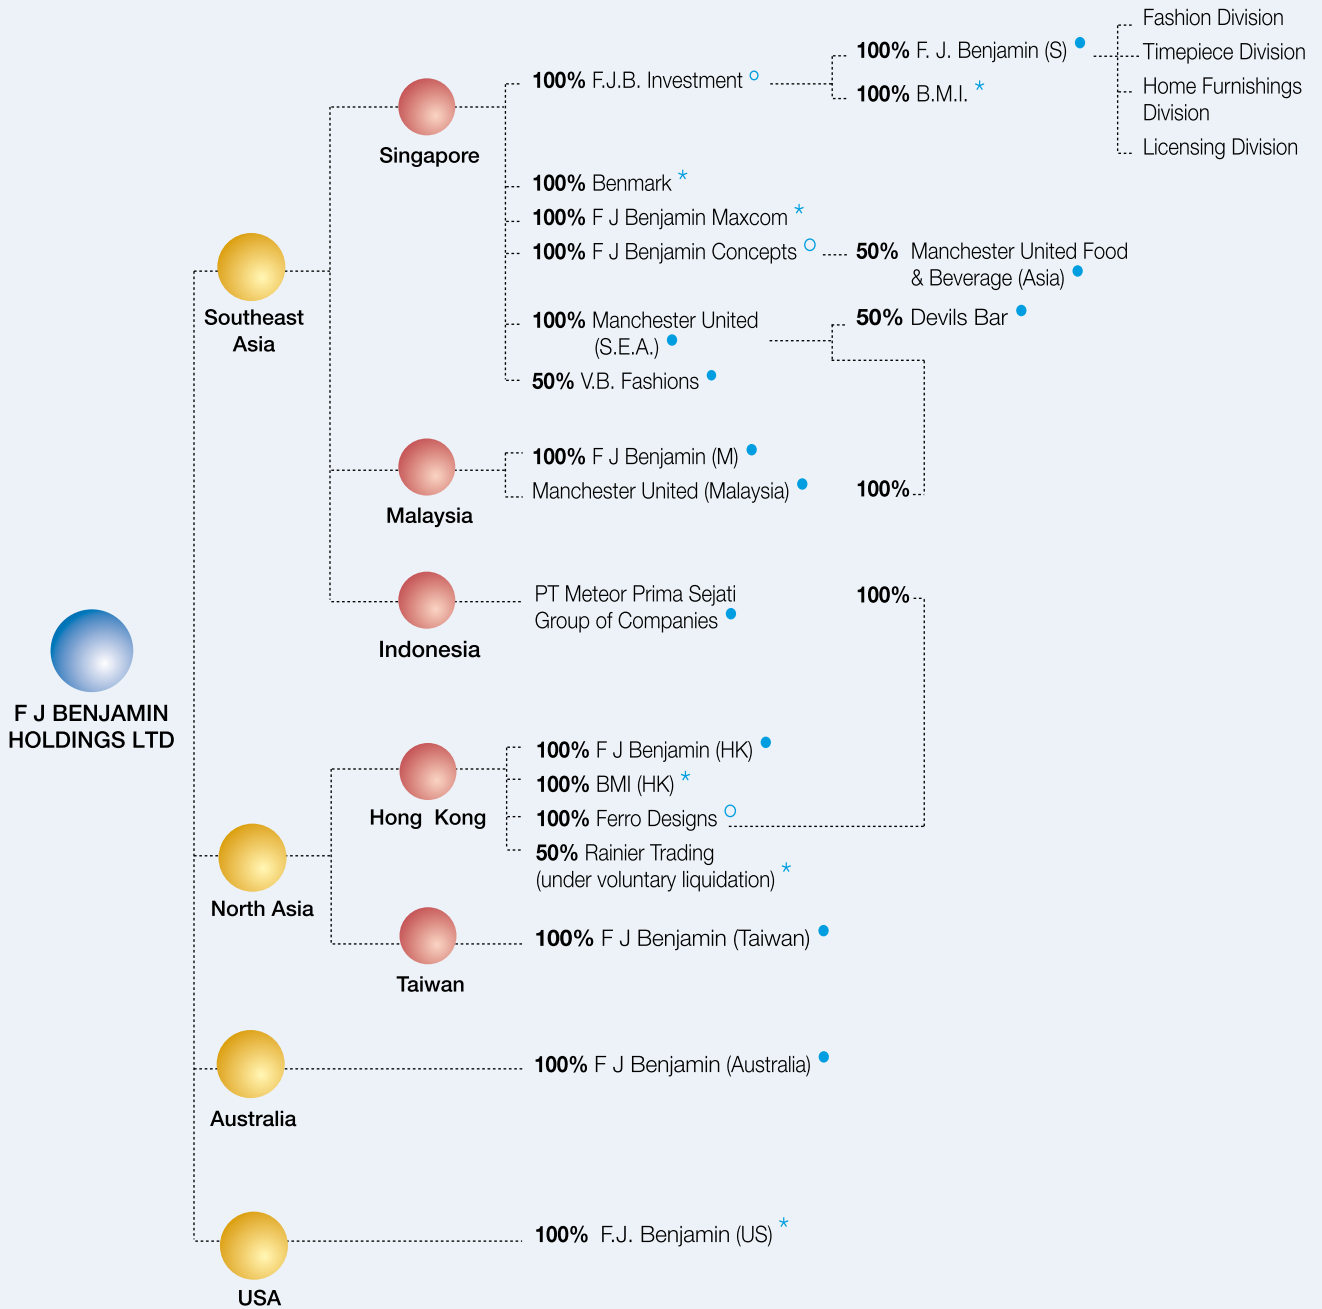 F J BENJAMIN
HOLDINGS LTD
Southeast
Asia
Singapore
100% F.J.B. Investment °
100% F. J. Benjamin (S) ●
Fashion Division
Timepiece Division
Home Furnishings
Division
Licensing Division
100% B.M.I. *
100% Benmark *
100% F J Benjamin Maxcom *
100% F J Benjamin Concepts ○
50% Manchester United Food
& Beverage (Asia) ●
100% Manchester United
(S.E.A.) ●
50% Devils Bar ●
50% V.B. Fashions ●
Malaysia
100% F J Benjamin (M) ●
Manchester United (Malaysia) ●
100%
Indonesia
PT Meteor Prima Sejati
Group of Companies ●
100%
North Asia
Hong Kong
100% F J Benjamin (HK) ●
100% BMI (HK) *
100% Ferro Designs ○
50% Rainier Trading
(under voluntary liquidation) *
Taiwan
100% F J Benjamin (Taiwan) ●
Australia
100% F J Benjamin (Australia) ●
USA
100% F.J. Benjamin (US) *